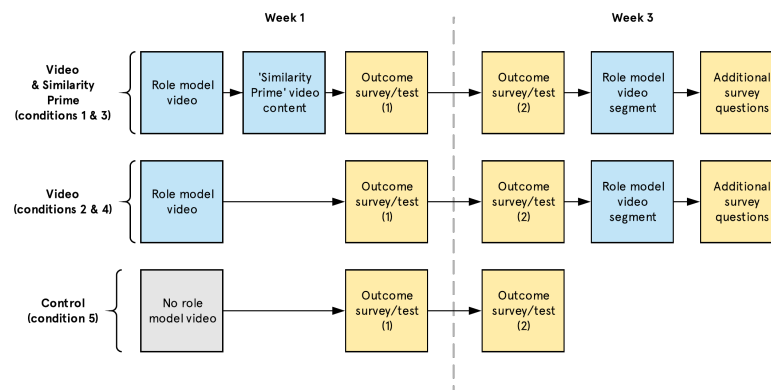 Week 1
Week 3
Video
& Similarity
Prime
(conditions 1 & 3)
Role model
video
'Similarity
Prime' video
content
Outcome
survey/test
(1)
Outcome
survey/test
(2)
Role model
video
segment
Additional
survey
questions
Video
(conditions 2 & 4)
Role model
video
Outcome
survey/test
(1)
Outcome
survey/test
(2)
Role model
video
segment
Additional
survey
questions
Control
(condition 5)
No role
model video
Outcome
survey/test
(1)
Outcome
survey/test
(2)